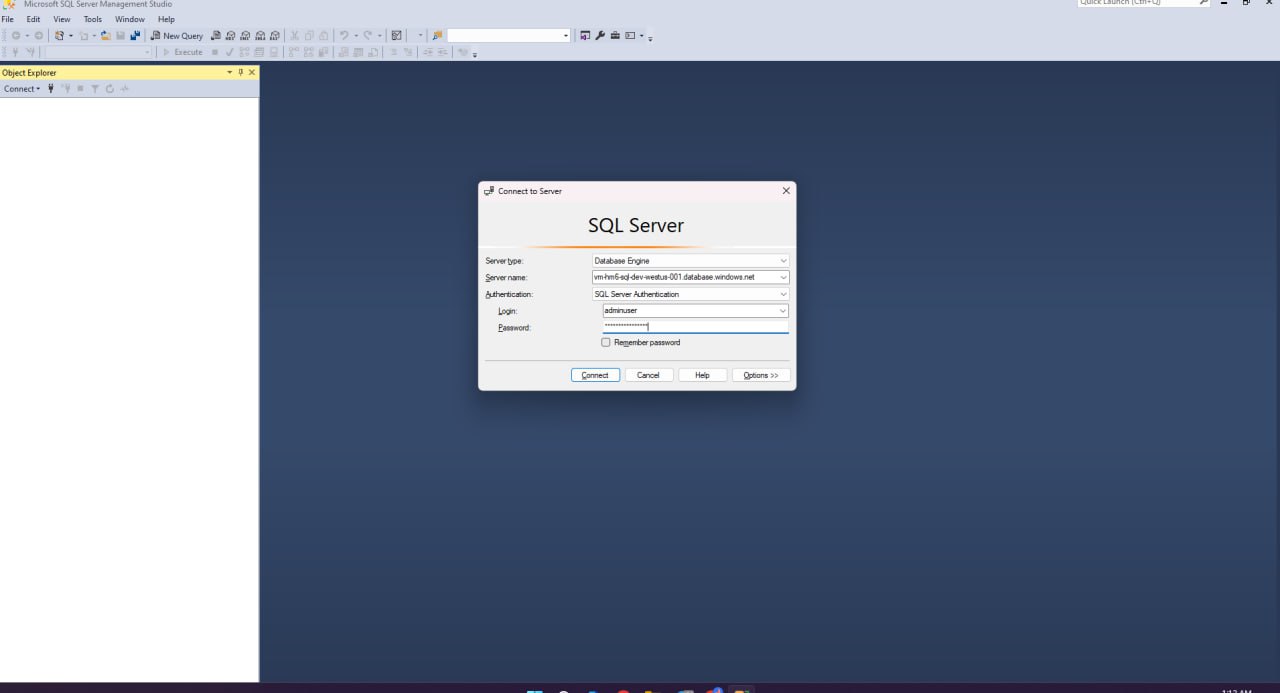 Microsoft SQL Server Management Studio
Quick Launch (Ctrl+Q)
File Edit View Tools Window Help
New Query
Execute
Object Explorer
Connect
Connect to Server
SQL Server
Server type: Database Engine
Server name: vm-hm6-sql-dev-westus-001.database.windows.net
Authentication: SQL Server Authentication
Login: adminuser
Password:
Remember password
Connect Cancel Help Options >>
1:12 AM